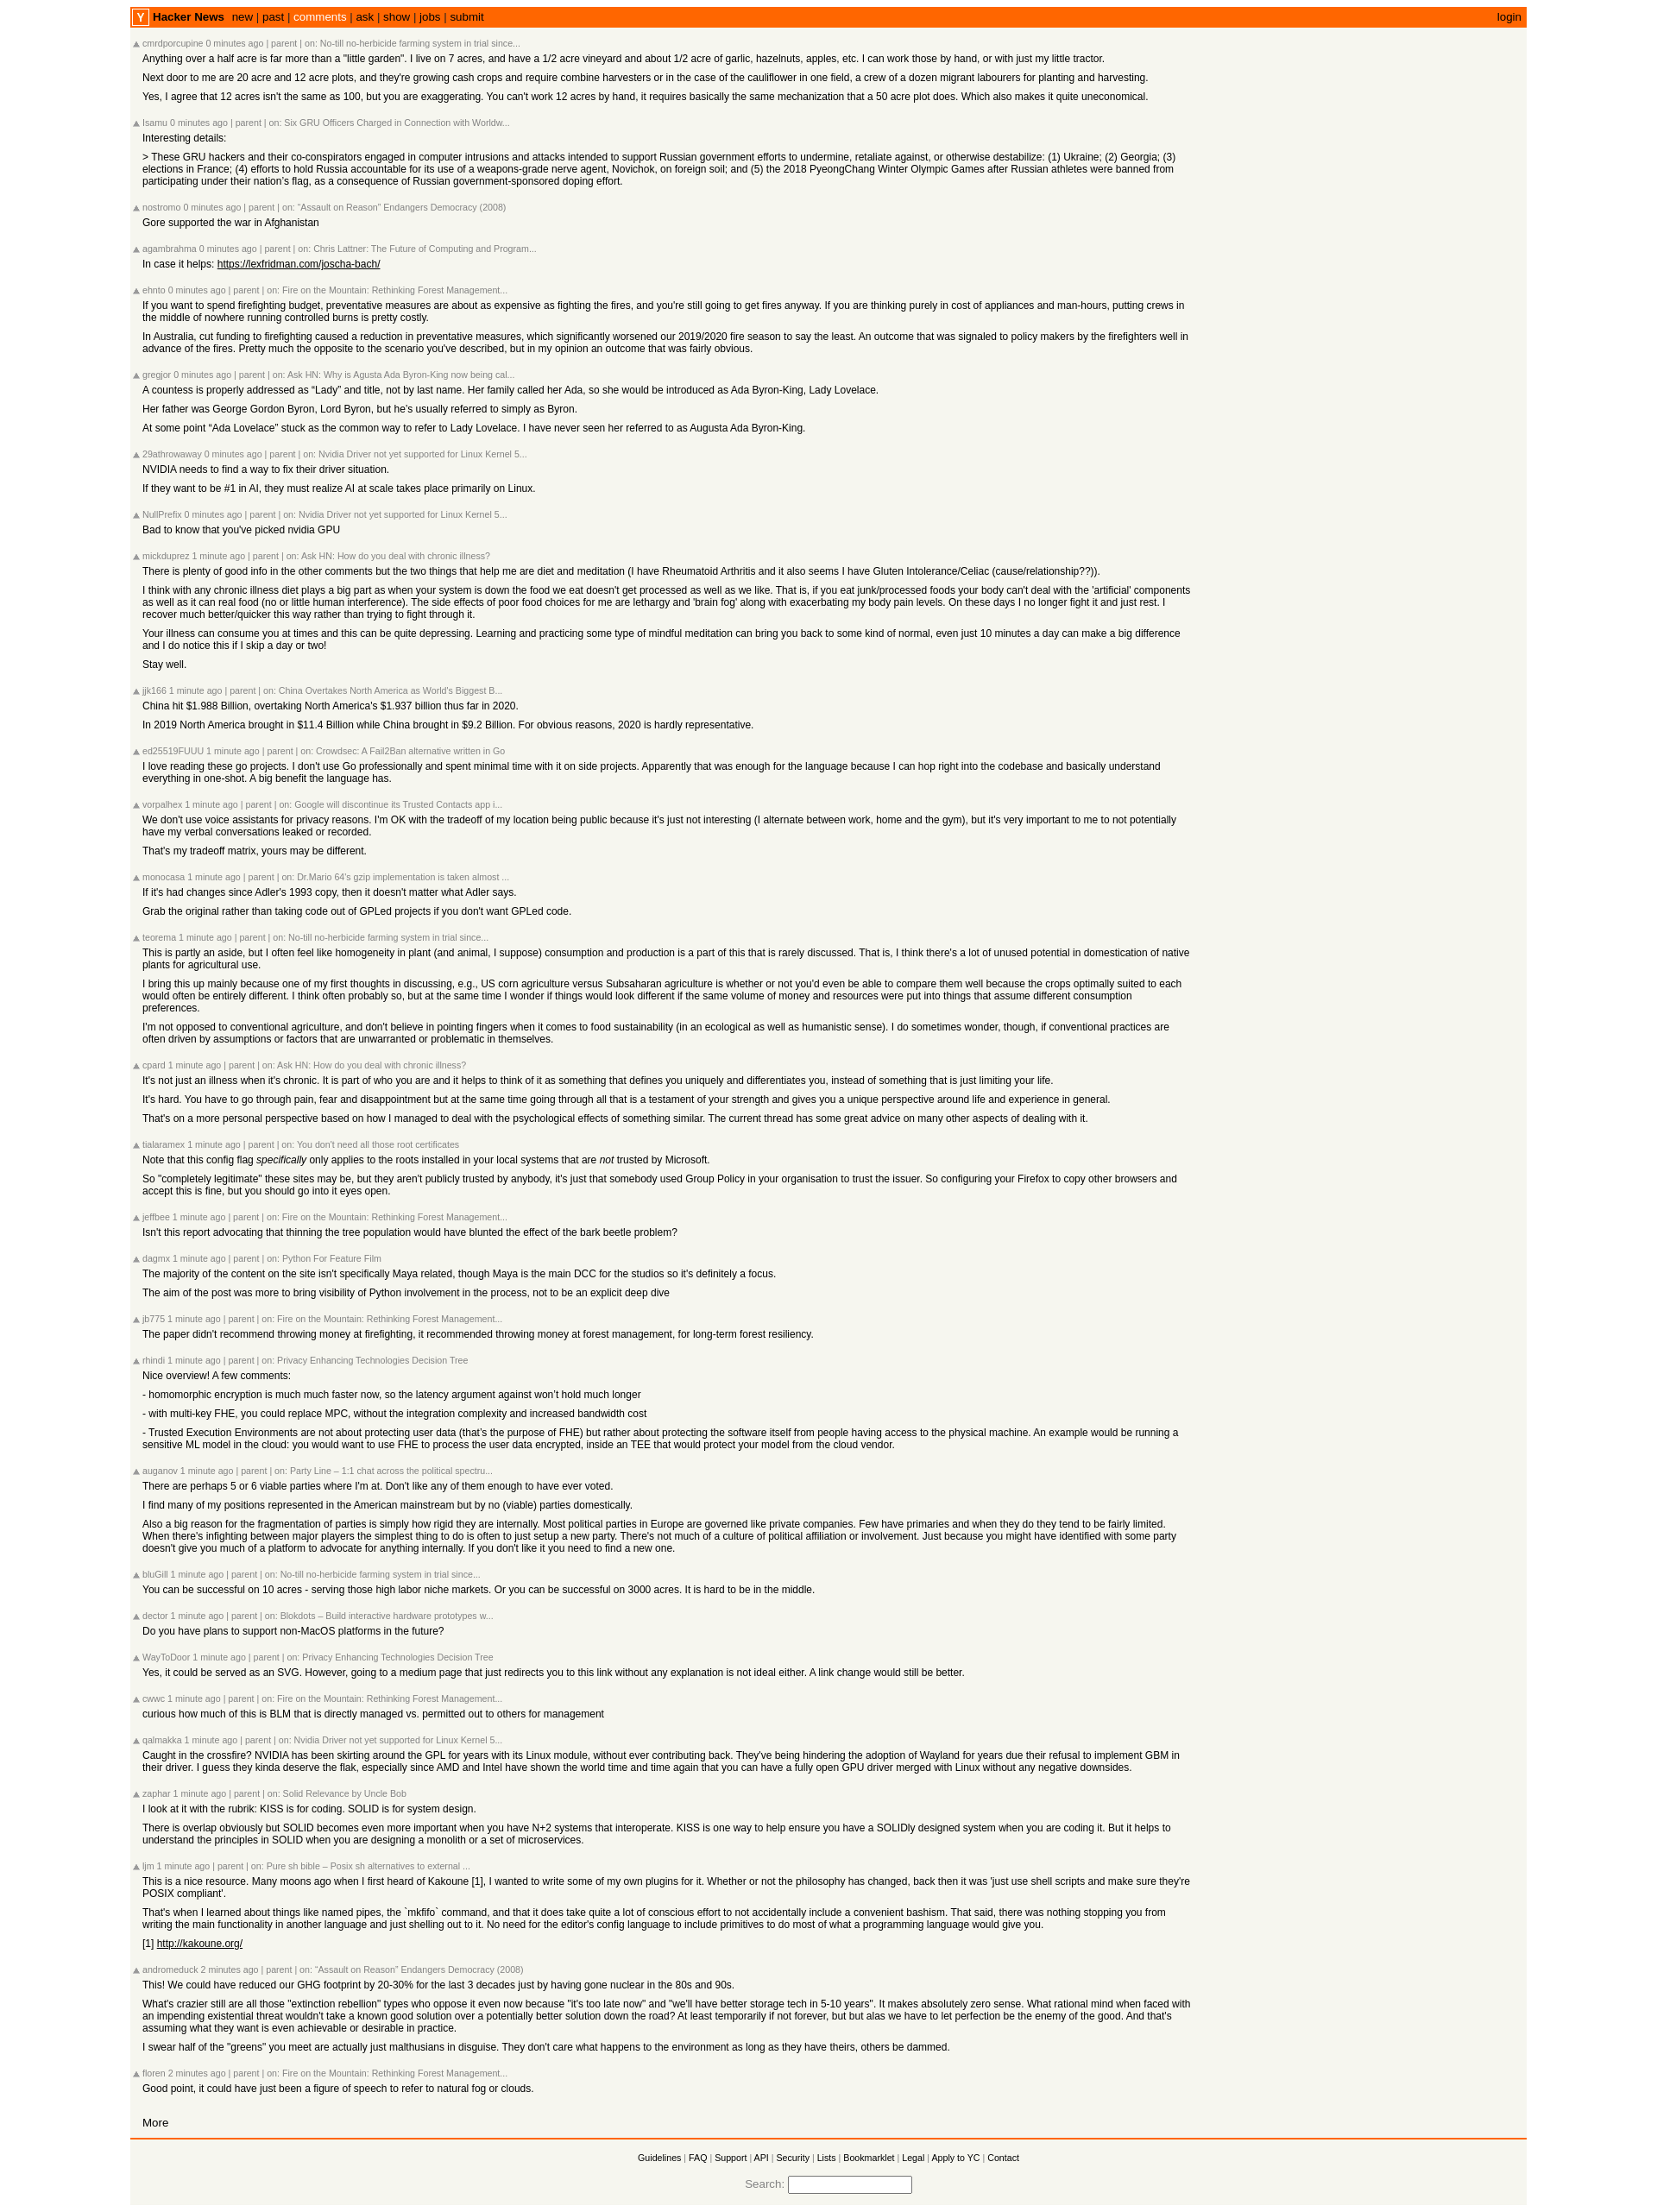 Y Hacker News new | past | comments | ask | show | jobs | submit login
cmrdporcupine 0 minutes ago | parent | on: No-till no-herbicide farming system in trial since...
Anything over a half acre is far more than a "little garden". I live on 7 acres, and have a 1/2 acre vineyard and about 1/2 acre of garlic, hazelnuts, apples, etc. I can work those by hand, or with just my little tractor.
Next door to me are 20 acre and 12 acre plots, and they're growing cash crops and require combine harvesters or in the case of the cauliflower in one field, a crew of a dozen migrant labourers for planting and harvesting.
Yes, I agree that 12 acres isn't the same as 100, but you are exaggerating. You can't work 12 acres by hand, it requires basically the same mechanization that a 50 acre plot does. Which also makes it quite uneconomical.
Isamu 0 minutes ago | parent | on: Six GRU Officers Charged in Connection with Worldw...
Interesting details:
> These GRU hackers and their co-conspirators engaged in computer intrusions and attacks intended to support Russian government efforts to undermine, retaliate against, or otherwise destabilize: (1) Ukraine; (2) Georgia; (3)
elections in France; (4) efforts to hold Russia accountable for its use of a weapons-grade nerve agent, Novichok, on foreign soil; and (5) the 2018 PyeongChang Winter Olympic Games after Russian athletes were banned from
participating under their nation’s flag, as a consequence of Russian government-sponsored doping effort.
nostromo 0 minutes ago | parent | on: “Assault on Reason” Endangers Democracy (2008)
Gore supported the war in Afghanistan
agambrahma 0 minutes ago | parent | on: Chris Lattner: The Future of Computing and Program...
In case it helps: https://lexfridman.com/joscha-bach/
ehnto 0 minutes ago | parent | on: Fire on the Mountain: Rethinking Forest Management...
If you want to spend firefighting budget, preventative measures are about as expensive as fighting the fires, and you're still going to get fires anyway. If you are thinking purely in cost of appliances and man-hours, putting crews in
the middle of nowhere running controlled burns is pretty costly.
In Australia, cut funding to firefighting caused a reduction in preventative measures, which significantly worsened our 2019/2020 fire season to say the least. An outcome that was signaled to policy makers by the firefighters well in
advance of the fires. Pretty much the opposite to the scenario you've described, but in my opinion an outcome that was fairly obvious.
gregjor 0 minutes ago | parent | on: Ask HN: Why is Agusta Ada Byron-King now being cal...
A countess is properly addressed as “Lady” and title, not by last name. Her family called her Ada, so she would be introduced as Ada Byron-King, Lady Lovelace.
Her father was George Gordon Byron, Lord Byron, but he’s usually referred to simply as Byron.
At some point “Ada Lovelace” stuck as the common way to refer to Lady Lovelace. I have never seen her referred to as Augusta Ada Byron-King.
29athrowaway 0 minutes ago | parent | on: Nvidia Driver not yet supported for Linux Kernel 5...
NVIDIA needs to find a way to fix their driver situation.
If they want to be #1 in AI, they must realize AI at scale takes place primarily on Linux.
NullPrefix 0 minutes ago | parent | on: Nvidia Driver not yet supported for Linux Kernel 5...
Bad to know that you've picked nvidia GPU
mickduprez 1 minute ago | parent | on: Ask HN: How do you deal with chronic illness?
There is plenty of good info in the other comments but the two things that help me are diet and meditation (I have Rheumatoid Arthritis and it also seems I have Gluten Intolerance/Celiac (cause/relationship??)).
I think with any chronic illness diet plays a big part as when your system is down the food we eat doesn't get processed as well as we like. That is, if you eat junk/processed foods your body can't deal with the 'artificial' components
as well as it can real food (no or little human interference). The side effects of poor food choices for me are lethargy and 'brain fog' along with exacerbating my body pain levels. On these days I no longer fight it and just rest. I
recover much better/quicker this way rather than trying to fight through it.
Your illness can consume you at times and this can be quite depressing. Learning and practicing some type of mindful meditation can bring you back to some kind of normal, even just 10 minutes a day can make a big difference
and I do notice this if I skip a day or two!
Stay well.
jjk166 1 minute ago | parent | on: China Overtakes North America as World's Biggest B...
China hit $1.988 Billion, overtaking North America's $1.937 billion thus far in 2020.
In 2019 North America brought in $11.4 Billion while China brought in $9.2 Billion. For obvious reasons, 2020 is hardly representative.
ed25519FUUU 1 minute ago | parent | on: Crowdsec: A Fail2Ban alternative written in Go
I love reading these go projects. I don't use Go professionally and spent minimal time with it on side projects. Apparently that was enough for the language because I can hop right into the codebase and basically understand
everything in one-shot. A big benefit the language has.
vorpalhex 1 minute ago | parent | on: Google will discontinue its Trusted Contacts app i...
We don't use voice assistants for privacy reasons. I'm OK with the tradeoff of my location being public because it's just not interesting (I alternate between work, home and the gym), but it's very important to me to not potentially
have my verbal conversations leaked or recorded.
That's my tradeoff matrix, yours may be different.
monocasa 1 minute ago | parent | on: Dr.Mario 64's gzip implementation is taken almost ...
If it's had changes since Adler's 1993 copy, then it doesn't matter what Adler says.
Grab the original rather than taking code out of GPLed projects if you don't want GPLed code.
teorema 1 minute ago | parent | on: No-till no-herbicide farming system in trial since...
This is partly an aside, but I often feel like homogeneity in plant (and animal, I suppose) consumption and production is a part of this that is rarely discussed. That is, I think there's a lot of unused potential in domestication of native
plants for agricultural use.
I bring this up mainly because one of my first thoughts in discussing, e.g., US corn agriculture versus Subsaharan agriculture is whether or not you'd even be able to compare them well because the crops optimally suited to each
would often be entirely different. I think often probably so, but at the same time I wonder if things would look different if the same volume of money and resources were put into things that assume different consumption
preferences.
I'm not opposed to conventional agriculture, and don't believe in pointing fingers when it comes to food sustainability (in an ecological as well as humanistic sense). I do sometimes wonder, though, if conventional practices are
often driven by assumptions or factors that are unwarranted or problematic in themselves.
cpard 1 minute ago | parent | on: Ask HN: How do you deal with chronic illness?
It's not just an illness when it's chronic. It is part of who you are and it helps to think of it as something that defines you uniquely and differentiates you, instead of something that is just limiting your life.
It's hard. You have to go through pain, fear and disappointment but at the same time going through all that is a testament of your strength and gives you a unique perspective around life and experience in general.
That's on a more personal perspective based on how I managed to deal with the psychological effects of something similar. The current thread has some great advice on many other aspects of dealing with it.
tialaramex 1 minute ago | parent | on: You don't need all those root certificates
Note that this config flag specifically only applies to the roots installed in your local systems that are not trusted by Microsoft.
So "completely legitimate" these sites may be, but they aren't publicly trusted by anybody, it's just that somebody used Group Policy in your organisation to trust the issuer. So configuring your Firefox to copy other browsers and
accept this is fine, but you should go into it eyes open.
jeffbee 1 minute ago | parent | on: Fire on the Mountain: Rethinking Forest Management...
Isn't this report advocating that thinning the tree population would have blunted the effect of the bark beetle problem?
dagmx 1 minute ago | parent | on: Python For Feature Film
The majority of the content on the site isn't specifically Maya related, though Maya is the main DCC for the studios so it's definitely a focus.
The aim of the post was more to bring visibility of Python involvement in the process, not to be an explicit deep dive
jb775 1 minute ago | parent | on: Fire on the Mountain: Rethinking Forest Management...
The paper didn't recommend throwing money at firefighting, it recommended throwing money at forest management, for long-term forest resiliency.
rhindi 1 minute ago | parent | on: Privacy Enhancing Technologies Decision Tree
Nice overview! A few comments:
- homomorphic encryption is much much faster now, so the latency argument against won’t hold much longer
- with multi-key FHE, you could replace MPC, without the integration complexity and increased bandwidth cost
- Trusted Execution Environments are not about protecting user data (that’s the purpose of FHE) but rather about protecting the software itself from people having access to the physical machine. An example would be running a
sensitive ML model in the cloud: you would want to use FHE to process the user data encrypted, inside an TEE that would protect your model from the cloud vendor.
auganov 1 minute ago | parent | on: Party Line – 1:1 chat across the political spectru...
There are perhaps 5 or 6 viable parties where I'm at. Don't like any of them enough to have ever voted.
I find many of my positions represented in the American mainstream but by no (viable) parties domestically.
Also a big reason for the fragmentation of parties is simply how rigid they are internally. Most political parties in Europe are governed like private companies. Few have primaries and when they do they tend to be fairly limited.
When there's infighting between major players the simplest thing to do is often to just setup a new party. There's not much of a culture of political affiliation or involvement. Just because you might have identified with some party
doesn't give you much of a platform to advocate for anything internally. If you don't like it you need to find a new one.
bluGill 1 minute ago | parent | on: No-till no-herbicide farming system in trial since...
You can be successful on 10 acres - serving those high labor niche markets. Or you can be successful on 3000 acres. It is hard to be in the middle.
dector 1 minute ago | parent | on: Blokdots – Build interactive hardware prototypes w...
Do you have plans to support non-MacOS platforms in the future?
WayToDoor 1 minute ago | parent | on: Privacy Enhancing Technologies Decision Tree
Yes, it could be served as an SVG. However, going to a medium page that just redirects you to this link without any explanation is not ideal either. A link change would still be better.
cwwc 1 minute ago | parent | on: Fire on the Mountain: Rethinking Forest Management...
curious how much of this is BLM that is directly managed vs. permitted out to others for management
qalmakka 1 minute ago | parent | on: Nvidia Driver not yet supported for Linux Kernel 5...
Caught in the crossfire? NVIDIA has been skirting around the GPL for years with its Linux module, without ever contributing back. They've being hindering the adoption of Wayland for years due their refusal to implement GBM in
their driver. I guess they kinda deserve the flak, especially since AMD and Intel have shown the world time and time again that you can have a fully open GPU driver merged with Linux without any negative downsides.
zaphar 1 minute ago | parent | on: Solid Relevance by Uncle Bob
I look at it with the rubrik: KISS is for coding. SOLID is for system design.
There is overlap obviously but SOLID becomes even more important when you have N+2 systems that interoperate. KISS is one way to help ensure you have a SOLIDly designed system when you are coding it. But it helps to
understand the principles in SOLID when you are designing a monolith or a set of microservices.
ljm 1 minute ago | parent | on: Pure sh bible – Posix sh alternatives to external ...
This is a nice resource. Many moons ago when I first heard of Kakoune [1], I wanted to write some of my own plugins for it. Whether or not the philosophy has changed, back then it was 'just use shell scripts and make sure they're
POSIX compliant'.
That's when I learned about things like named pipes, the `mkfifo` command, and that it does take quite a lot of conscious effort to not accidentally include a convenient bashism. That said, there was nothing stopping you from
writing the main functionality in another language and just shelling out to it. No need for the editor's config language to include primitives to do most of what a programming language would give you.
[1] http://kakoune.org/
andromeduck 2 minutes ago | parent | on: “Assault on Reason” Endangers Democracy (2008)
This! We could have reduced our GHG footprint by 20-30% for the last 3 decades just by having gone nuclear in the 80s and 90s.
What's crazier still are all those "extinction rebellion" types who oppose it even now because "it's too late now" and "we'll have better storage tech in 5-10 years". It makes absolutely zero sense. What rational mind when faced with
an impending existential threat wouldn't take a known good solution over a potentially better solution down the road? At least temporarily if not forever, but but alas we have to let perfection be the enemy of the good. And that's
assuming what they want is even achievable or desirable in practice.
I swear half of the "greens" you meet are actually just malthusians in disguise. They don't care what happens to the environment as long as they have theirs, others be dammed.
floren 2 minutes ago | parent | on: Fire on the Mountain: Rethinking Forest Management...
Good point, it could have just been a figure of speech to refer to natural fog or clouds.
More
Guidelines | FAQ | Support | API | Security | Lists | Bookmarklet | Legal | Apply to YC | Contact
Search: